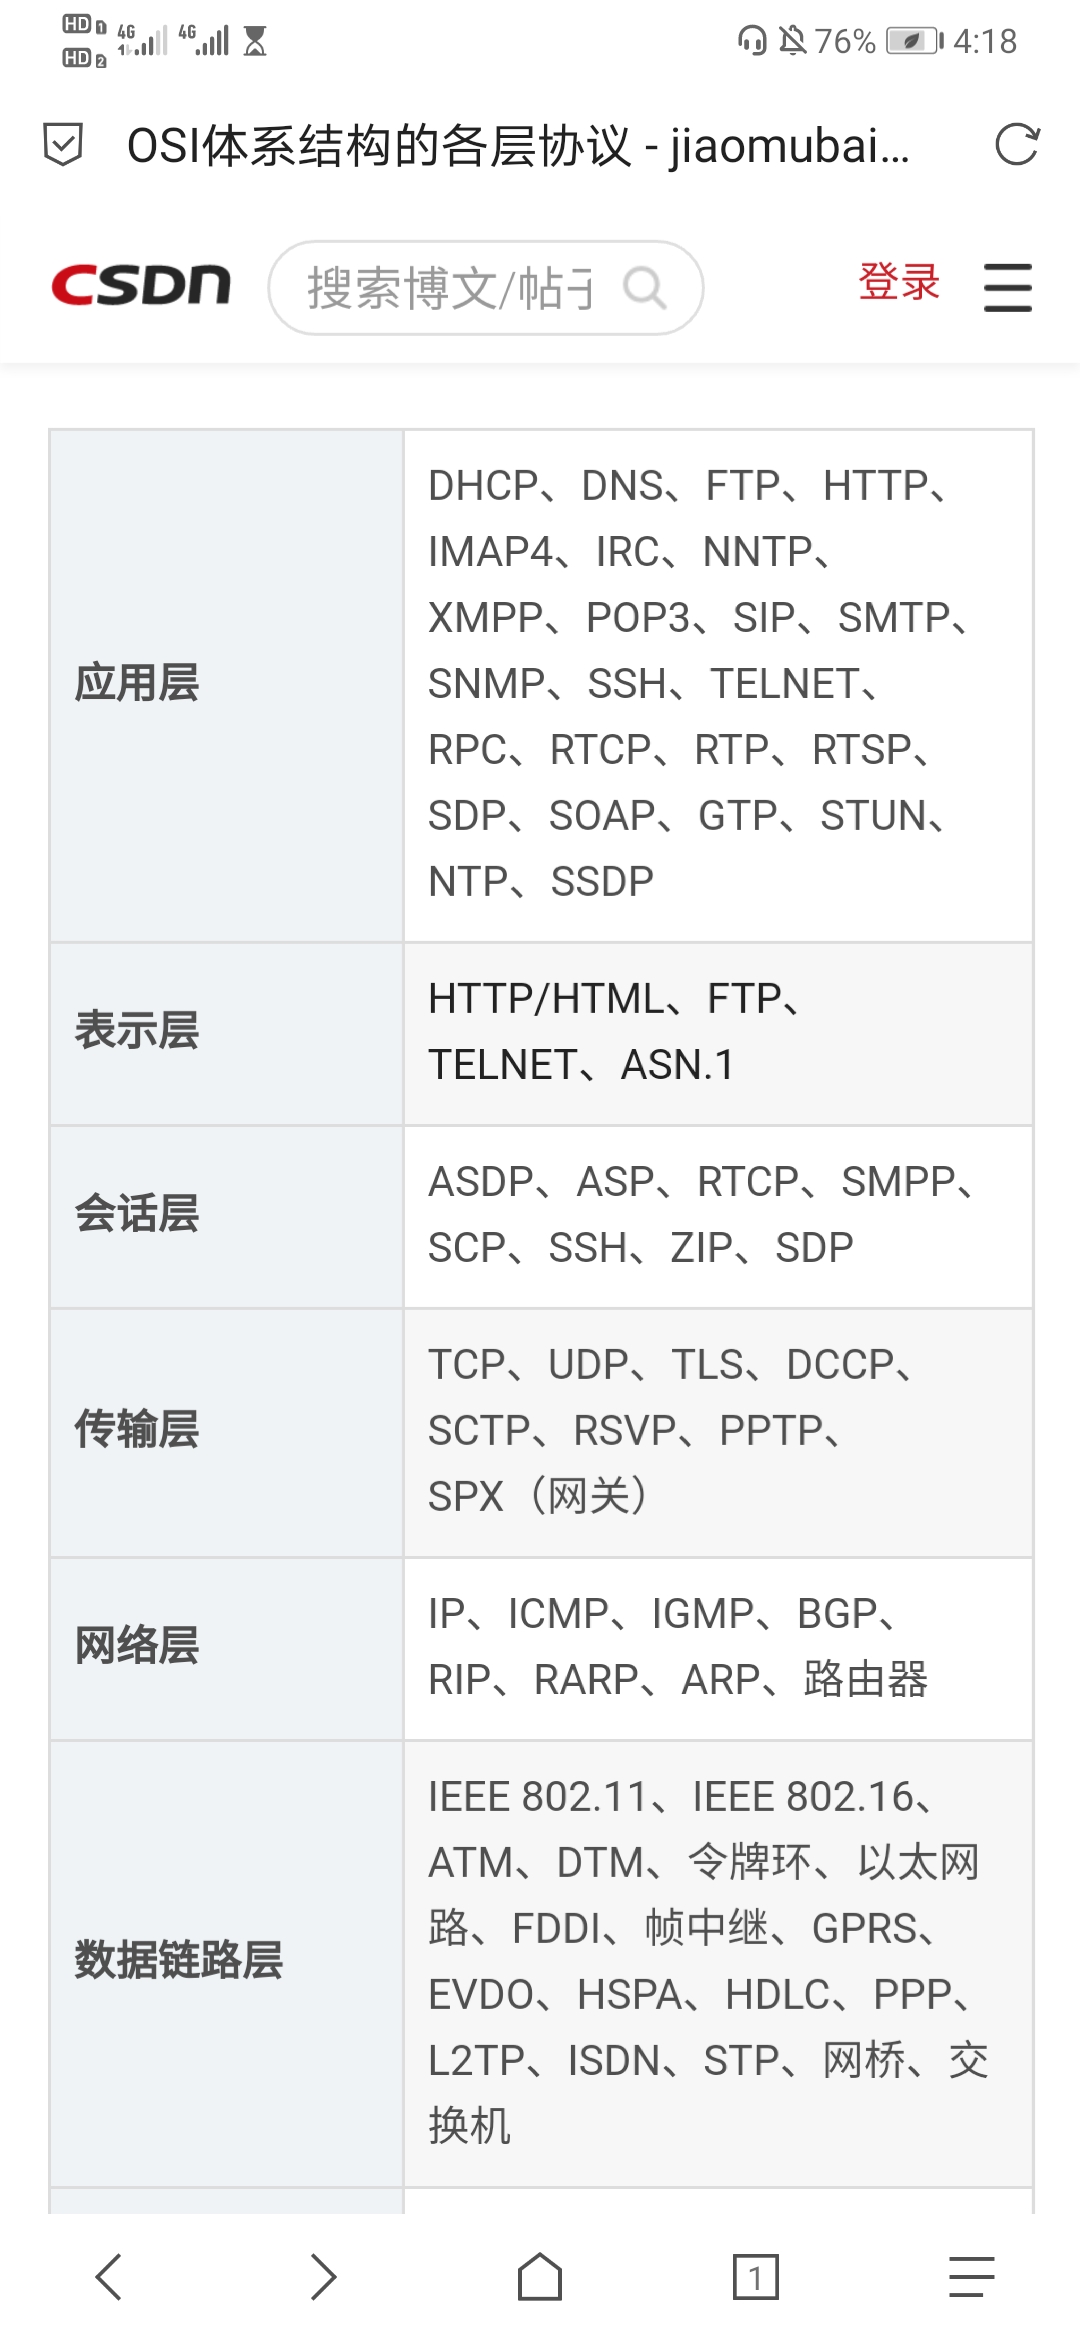 HD 1 4G 4G 76% 4:18
HD 2
OSI体系结构的各层协议 - jiaomubai...
CSDN 搜索博文/帖子 登录
应用层
DHCP、DNS、FTP、HTTP、
IMAP4、IRC、NNTP、
XMPP、POP3、SIP、SMTP、
SNMP、SSH、TELNET、
RPC、RTCP、RTP、RTSP、
SDP、SOAP、GTP、STUN、
NTP、SSDP
表示层
HTTP/HTML、FTP、
TELNET、ASN.1
会话层
ASDP、ASP、RTCP、SMPP、
SCP、SSH、ZIP、SDP
传输层
TCP、UDP、TLS、DCCP、
SCTP、RSVP、PPTP、
SPX（网关）
网络层
IP、ICMP、IGMP、BGP、
RIP、RARP、ARP、路由器
数据链路层
IEEE 802.11、IEEE 802.16、
ATM、DTM、令牌环、以太网
路、FDDI、帧中继、GPRS、
EVDO、HSPA、HDLC、PPP、
L2TP、ISDN、STP、网桥、交
换机
1